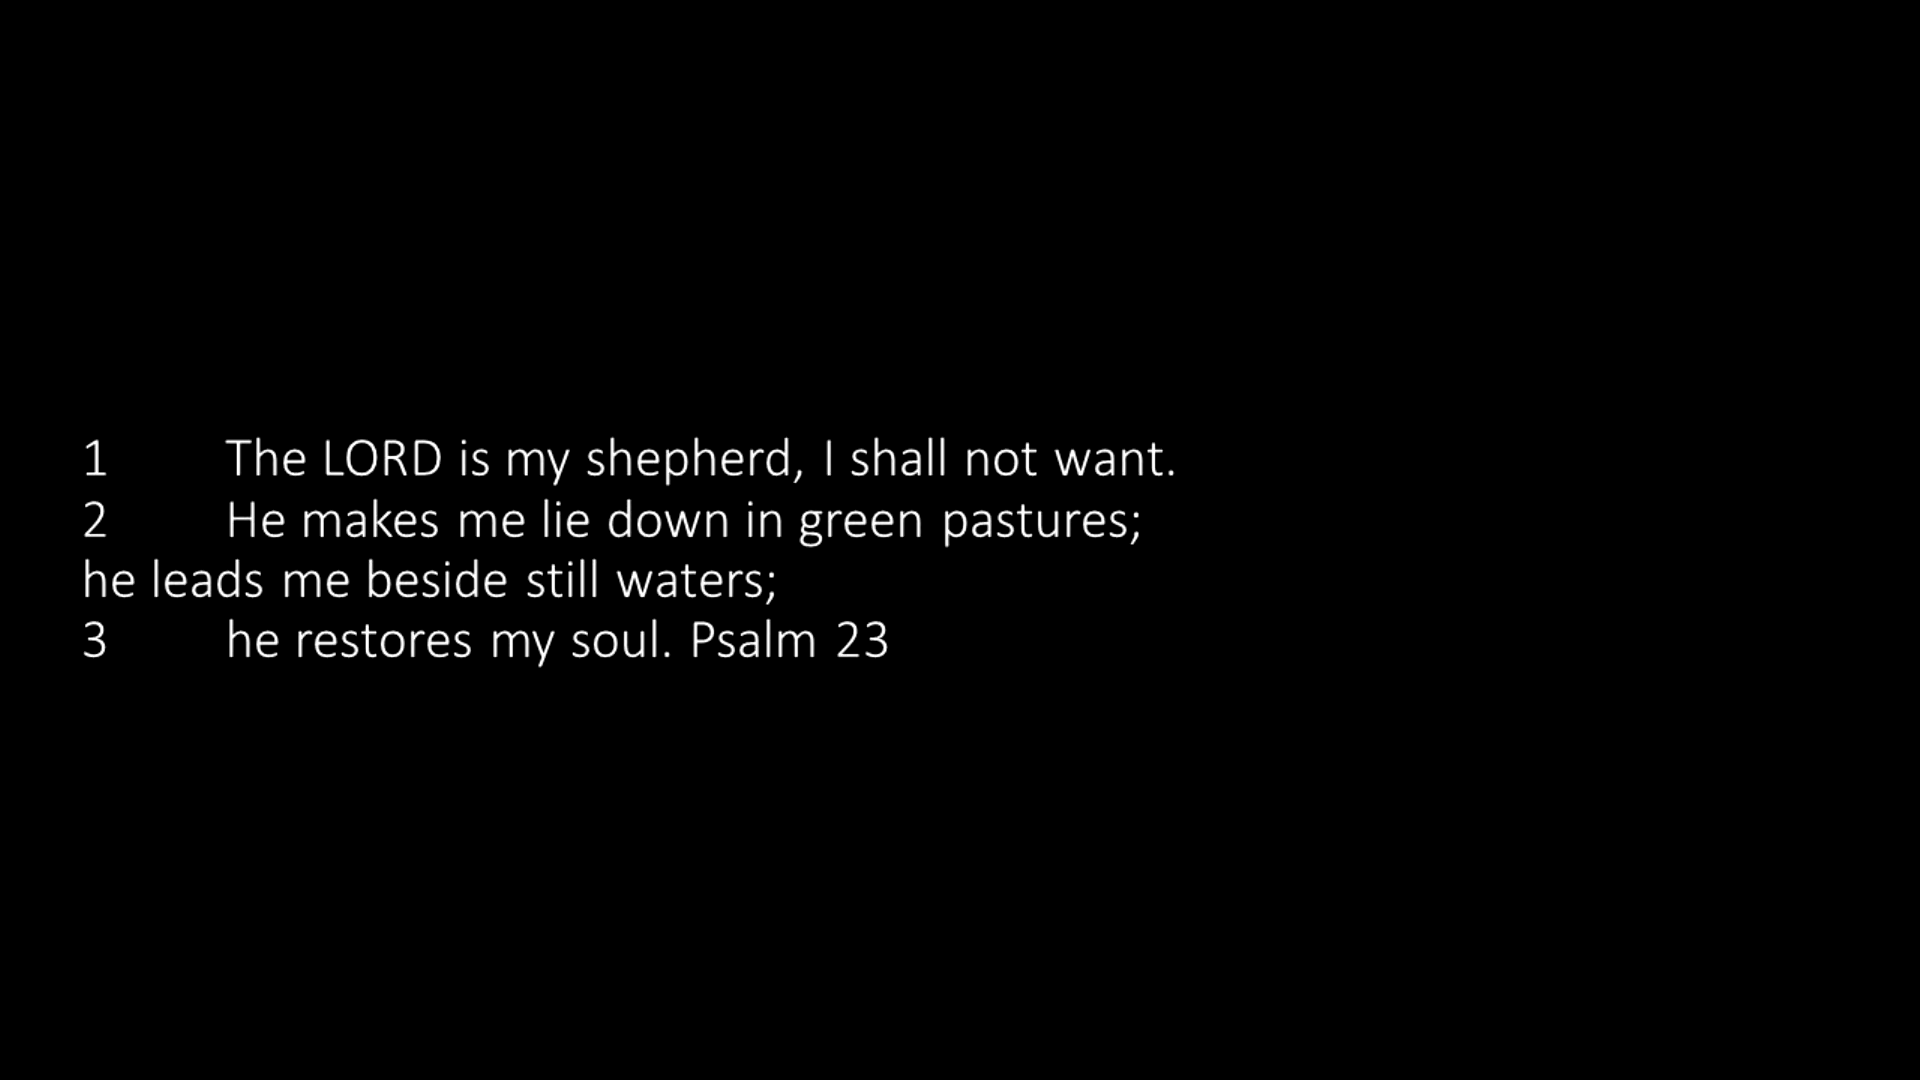 1 The LORD is my shepherd, I shall not want.
2 He makes me lie down in green pastures;
he leads me beside still waters;
3 he restores my soul. Psalm 23